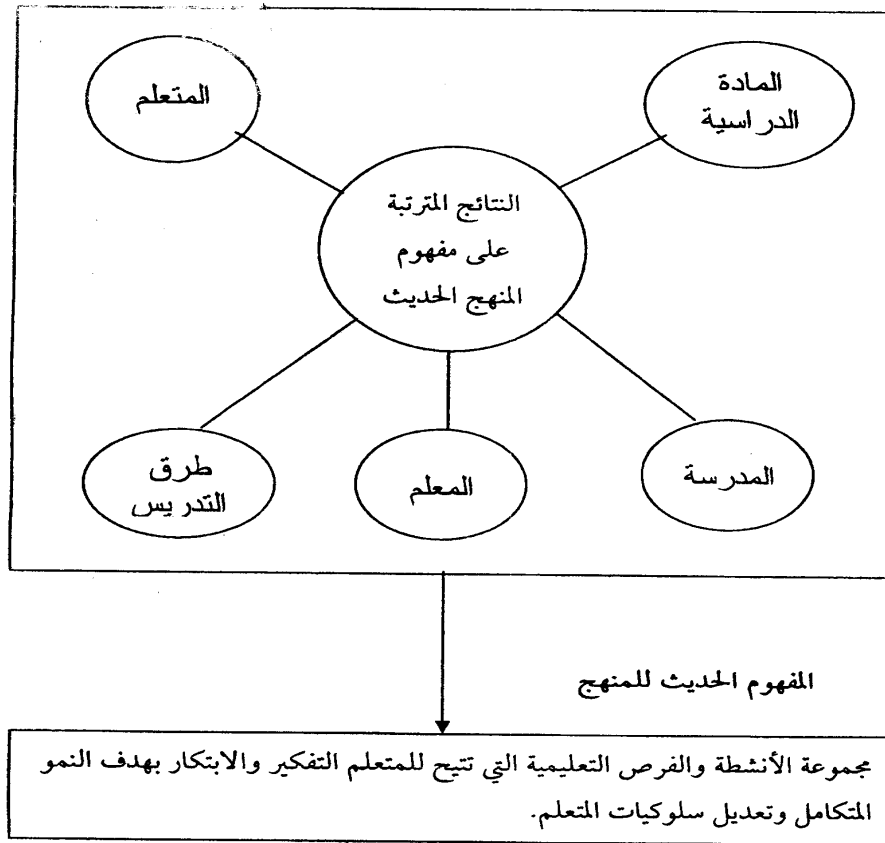 المادة
الدراسية
المتعلم
النتائج المترتبة
على مفهوم
المنهج الحديث
المدرسة
المعلم
طرق
التدريس
المفهوم الحديث للمنهج
مجموعة الأنشطة والفرص التعليمية التي تتيح للمتعلم التفكير والابتكار بهدف النمو
المتكامل وتعديل سلوكيات المتعلم.